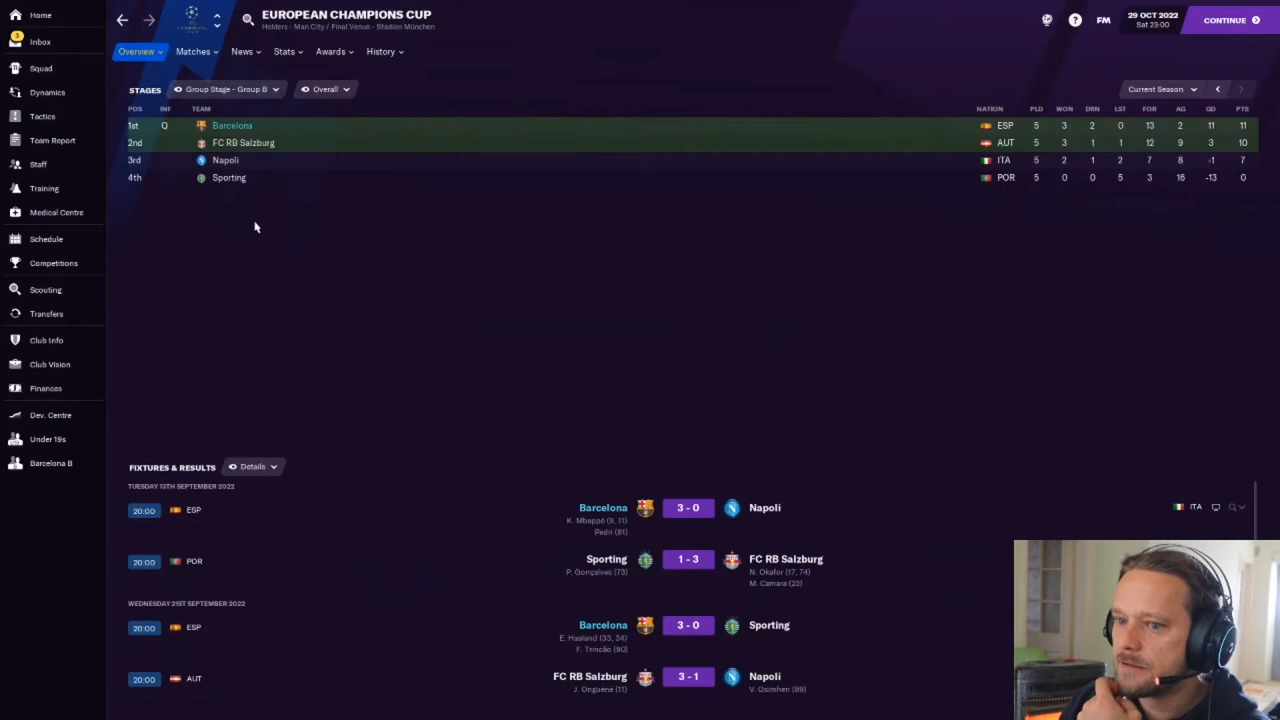 Home
3
Inbox
Squad
Dynamics
Tactics
Team Report
Staff
Training
Medical Centre
Schedule
Competitions
Scouting
Transfers
Club Info
Club Vision
Finances
Dev. Centre
Under 19s
Barcelona B
EUROPEAN CHAMPIONS CUP
Holders - Man City / Final Venue - Stadion München
FM
29 OCT 2022
Sat 23:00
CONTINUE
Overview Matches News Stats Awards History
STAGES Group Stage - Group B Overall Current Season
POS INF TEAM NATION PLD WON DRN LST FOR AG GD PTS
1st Q Barcelona ESP 5 3 2 0 13 2 11 11
2nd FC RB Salzburg AUT 5 3 1 1 12 9 3 10
3rd Napoli ITA 5 2 1 2 7 8 -1 7
4th Sporting POR 5 0 0 5 3 16 -13 0
FIXTURES & RESULTS Details
TUESDAY 13TH SEPTEMBER 2022
20:00 ESP Barcelona 3 - 0 Napoli ITA
K. Mbappé (9, 11)
Pedri (81)
20:00 POR Sporting 1 - 3 FC RB Salzburg
P. Gonçalves (73) N. Okafor (17, 74)
M. Camara (23)
WEDNESDAY 21ST SEPTEMBER 2022
20:00 ESP Barcelona 3 - 0 Sporting
E. Haaland (33, 34)
F. Trincão (90)
20:00 AUT FC RB Salzburg 3 - 1 Napoli
J. Onguene (11) V. Osimhen (89)